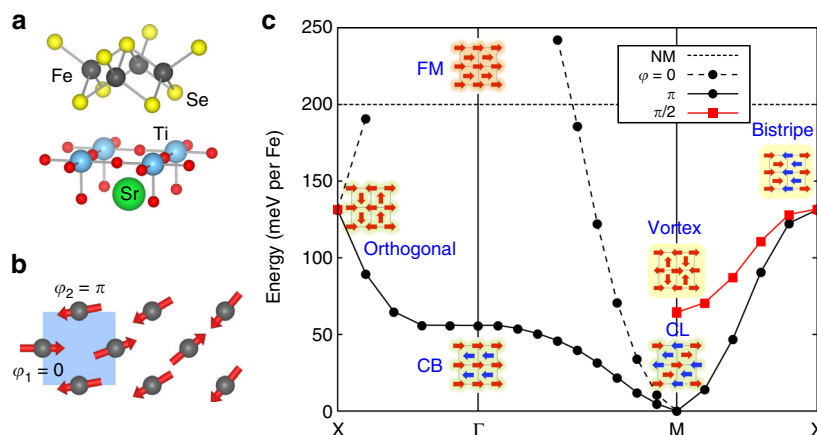 a
Fe
Se
Ti
Sr
b
φ₂ = π
φ₁ = 0
c
Energy (meV per Fe)
250
200
150
100
50
0
X
Γ
M
X
FM
NM
φ = 0
π
π/2
Bistripe
Orthogonal
Vortex
CB
CL